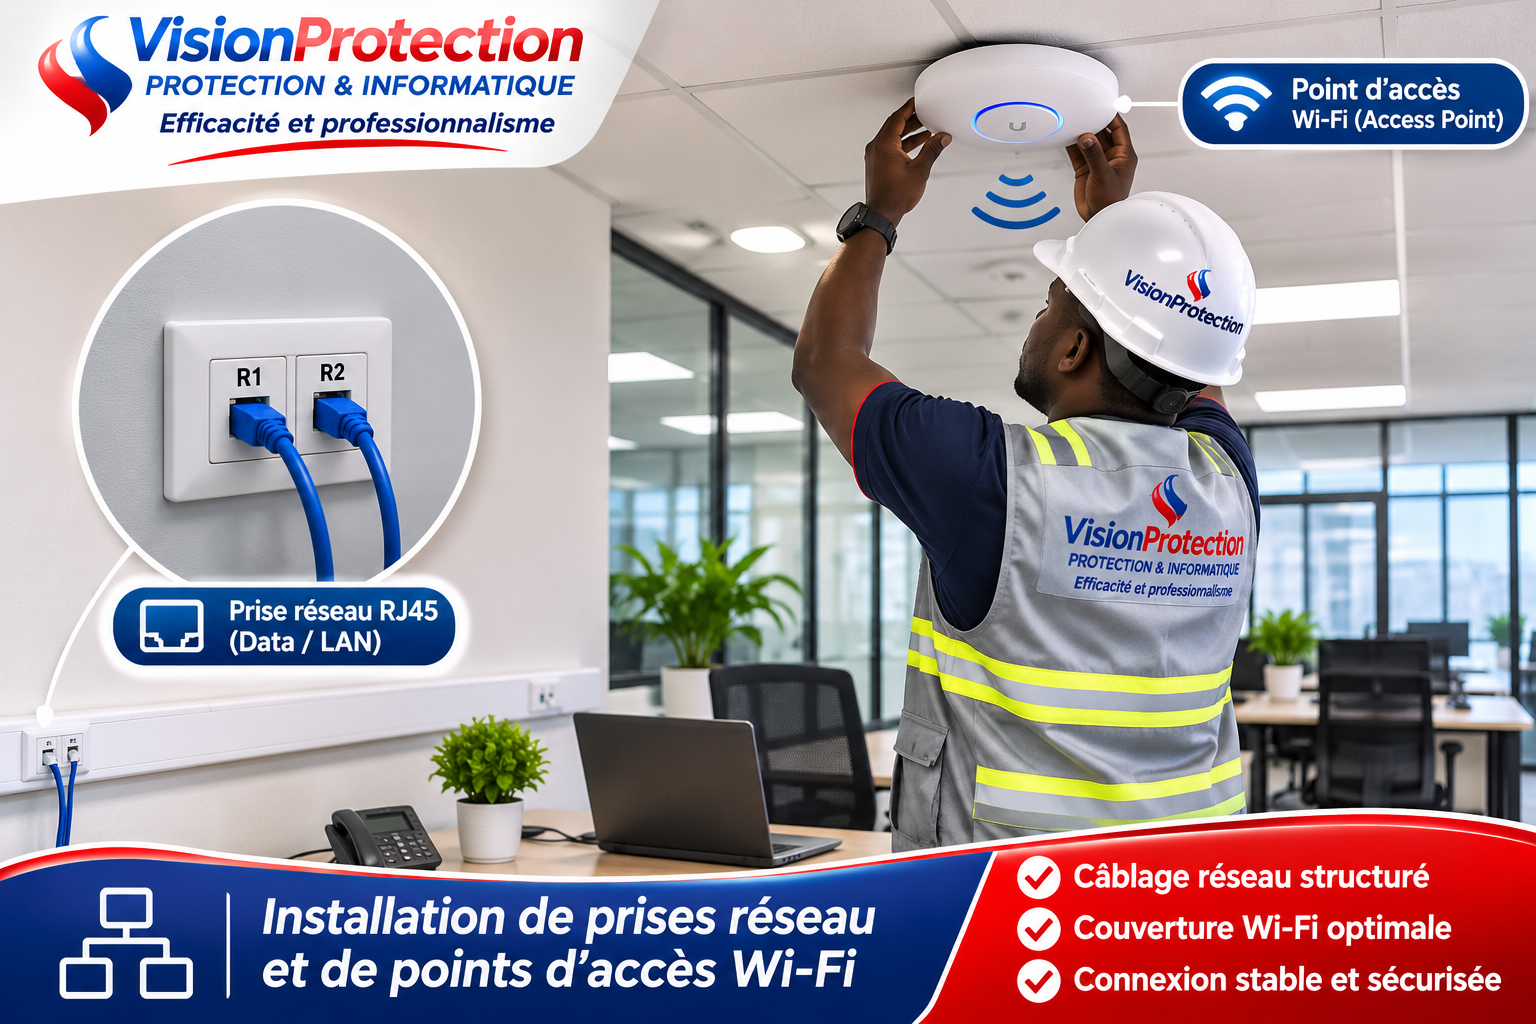 VisionProtection
PROTECTION & INFORMATIQUE
Efficacité et professionnalisme
Point d'accès
Wi-Fi (Access Point)
U
VisionProtection
R1
R2
VisionProtection
PROTECTION & INFORMATIQUE
Efficacité et professionnalisme
Prise réseau RJ45
(Data / LAN)
Installation de prises réseau
et de points d'accès Wi-Fi
Câblage réseau structuré
Couverture Wi-Fi optimale
Connexion stable et sécurisée